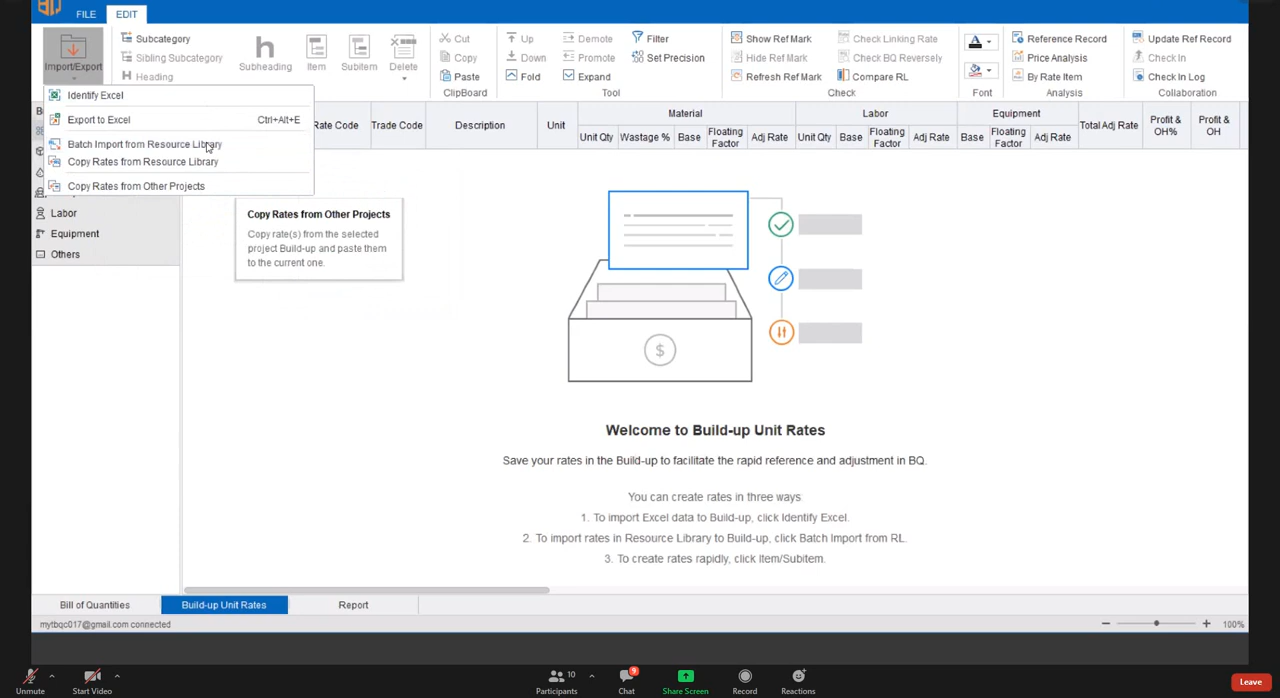 FILE EDIT
Import/Export
Subcategory
Sibling Subcategory
Heading
Subheading
Item
Subitem
Delete
Cut
Copy
Paste
ClipBoard
Up
Down
Fold
Demote
Promote
Expand
Filter
Set Precision
Tool
Show Ref Mark
Hide Ref Mark
Refresh Ref Mark
Check Linking Rate
Check BQ Reversely
Compare RL
Check
Font
Reference Record
Price Analysis
By Rate Item
Analysis
Update Ref Record
Check In
Check In Log
Collaboration
Identify Excel
Export to Excel Ctrl+Alt+E
Batch Import from Resource Library
Copy Rates from Resource Library
Copy Rates from Other Projects
Labor
Equipment
Others
Rate Code Trade Code Description Unit
Material
Unit Qty Wastage % Base Floating Factor Adj Rate
Labor
Unit Qty Base Floating Factor Adj Rate
Equipment
Base Floating Factor Adj Rate
Total Adj Rate
Profit & OH%
Profit & OH
Copy Rates from Other Projects
Copy rate(s) from the selected
project Build-up and paste them
to the current one.
$
Welcome to Build-up Unit Rates
Save your rates in the Build-up to facilitate the rapid reference and adjustment in BQ.
You can create rates in three ways
1. To import Excel data to Build-up, click Identify Excel.
2. To import rates in Resource Library to Build-up, click Batch Import from RL.
3. To create rates rapidly, click Item/Subitem.
Bill of Quantities Build-up Unit Rates Report
mytbqc017@gmail.com connected
100%
Unmute
Start Video
10
Participants
9
Chat
Share Screen
Record
Reactions
Leave